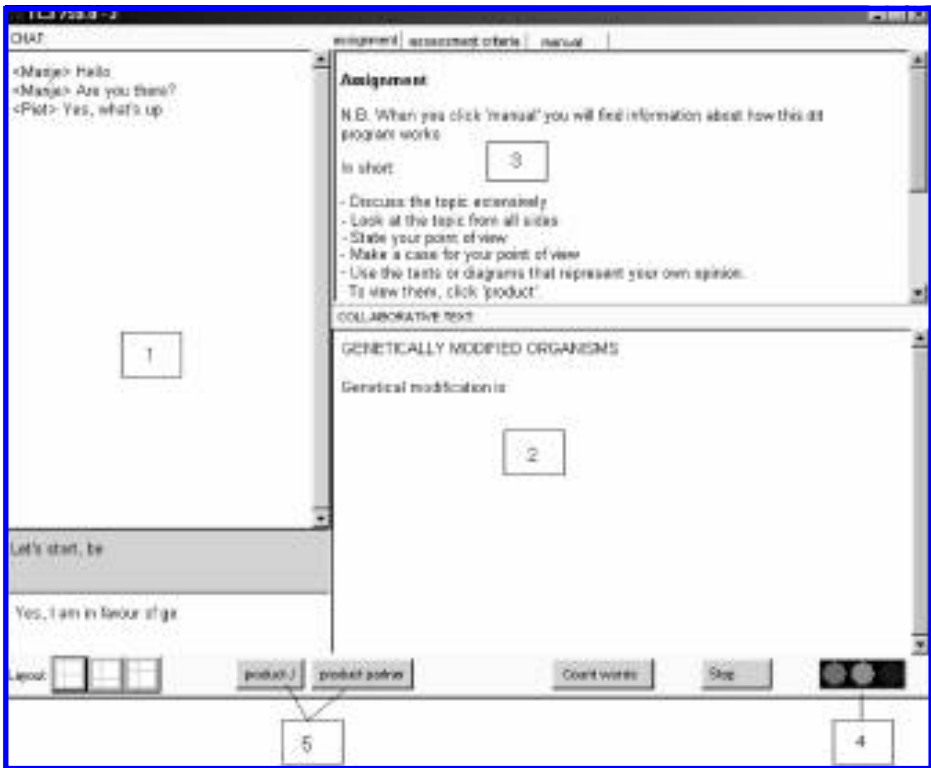 CHAT:
<Marije> Hello
<Marije> Are you there?
<Piet> Yes, what's up
Let's start, be
Yes, I am in favour of ge
assignment assessment criteria manual
Assignment
N.B. When you click 'manual' you will find information about how this
program works
In short
- Discuss the topic extensively
- Look at the topic from all sides
- State your point of view
- Make a case for your point of view
- Use the texts or diagrams that represent your own opinion.
To view them, click 'product'
COLLABORATIVE TEXT
GENETICALLY MODIFIED ORGANISMS
Genetical modification is
1
3
2
Layout product partner Count words Stop
5
4